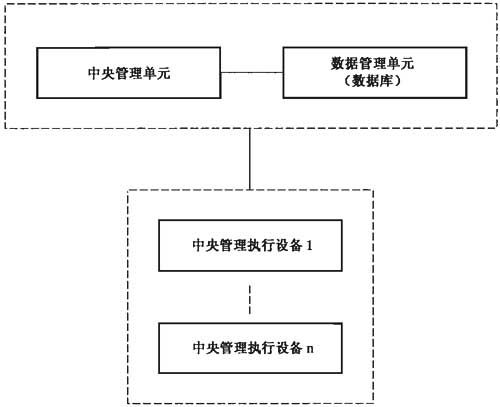 中央管理单元
数据管理单元
（数据库）
中央管理执行设备 1
中央管理执行设备 n